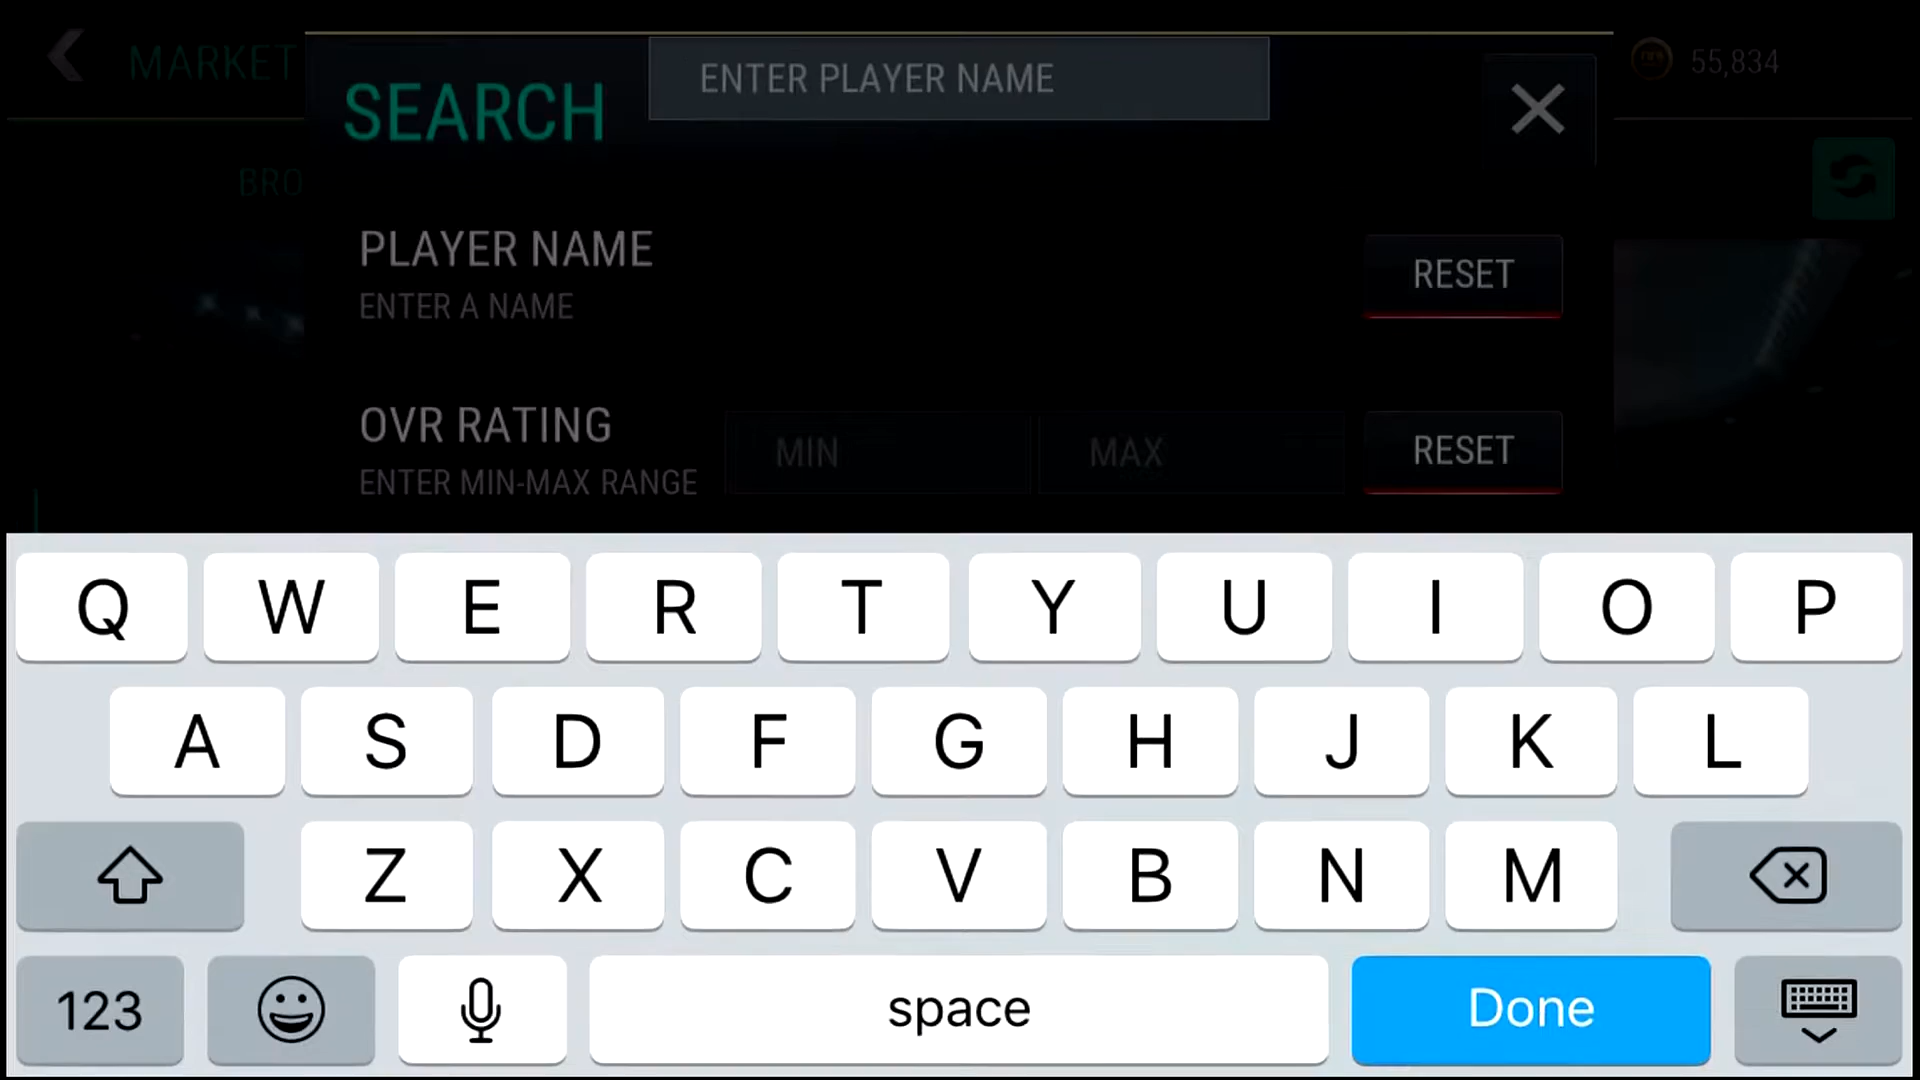 MARKET
ENTER PLAYER NAME
55,834
SEARCH
BRO
PLAYER NAME
ENTER A NAME
RESET
OVR RATING
MIN
MAX
RESET
ENTER MIN-MAX RANGE
Q W E R T Y U I O P
A S D F G H J K L
Z X C V B N M
123
space
Done